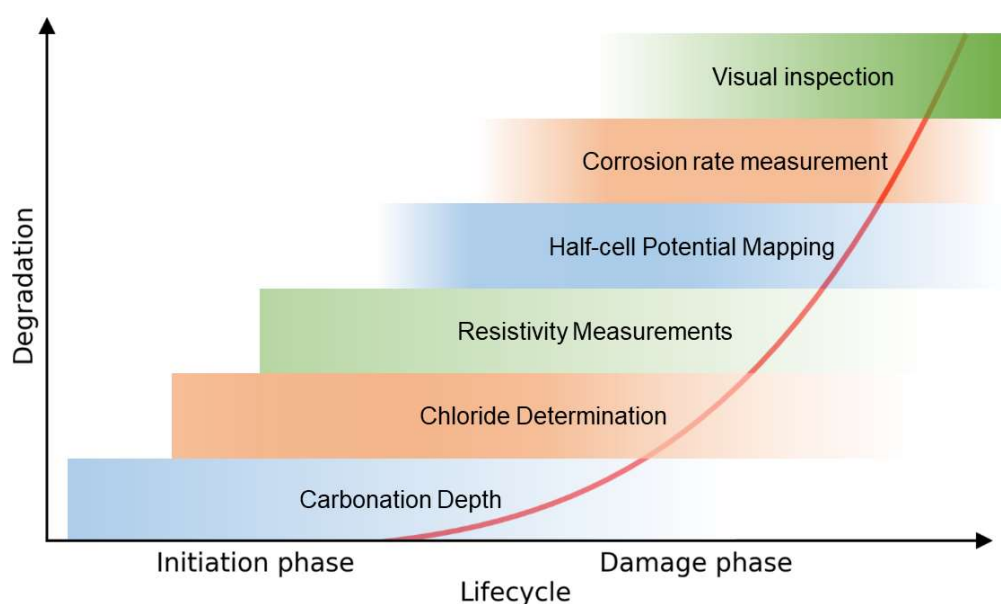 Visual inspection
Corrosion rate measurement
Half-cell Potential Mapping
Resistivity Measurements
Chloride Determination
Carbonation Depth
Degradation
Initiation phase
Damage phase
Lifecycle